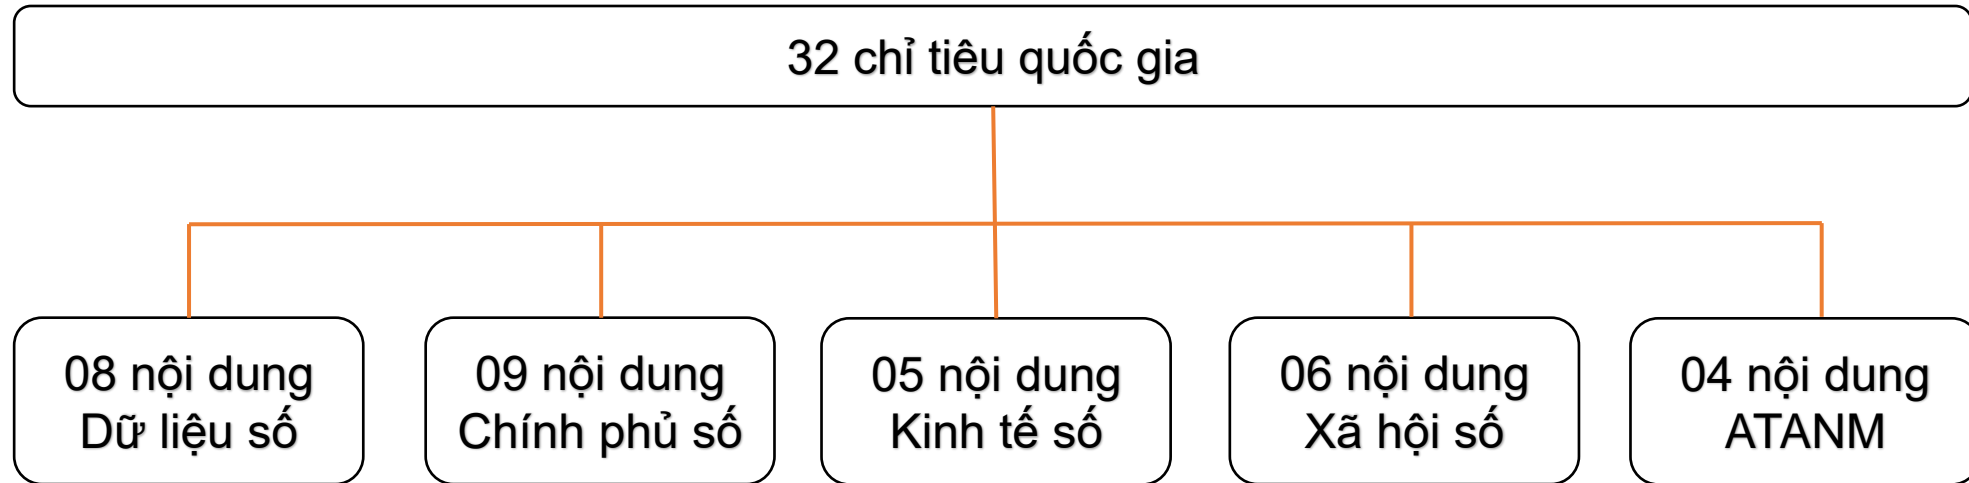 32 chỉ tiêu quốc gia
08 nội dung
Dữ liệu số
09 nội dung
Chính phủ số
05 nội dung
Kinh tế số
06 nội dung
Xã hội số
04 nội dung
ATANM